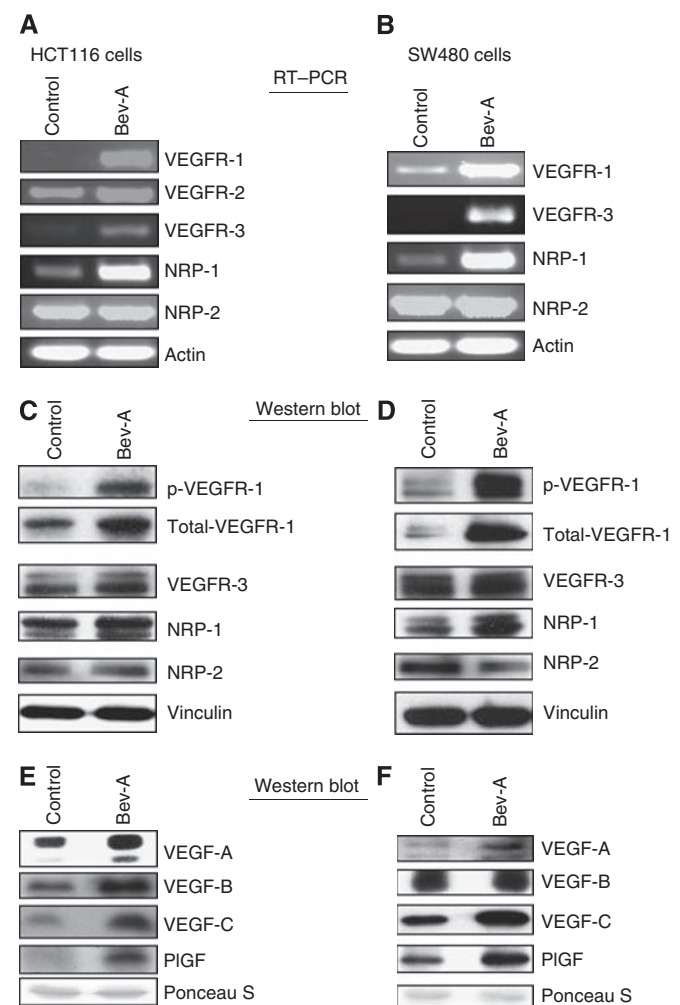 A
HCT116 cells
RT–PCR
Control
Bev-A
VEGFR-1
VEGFR-2
VEGFR-3
NRP-1
NRP-2
Actin
B
SW480 cells
Control
Bev-A
VEGFR-1
VEGFR-3
NRP-1
NRP-2
Actin
C
Western blot
Control
Bev-A
p-VEGFR-1
Total-VEGFR-1
VEGFR-3
NRP-1
NRP-2
Vinculin
D
Control
Bev-A
p-VEGFR-1
Total-VEGFR-1
VEGFR-3
NRP-1
NRP-2
Vinculin
E
Western blot
Control
Bev-A
VEGF-A
VEGF-B
VEGF-C
PlGF
Ponceau S
F
Control
Bev-A
VEGF-A
VEGF-B
VEGF-C
PlGF
Ponceau S